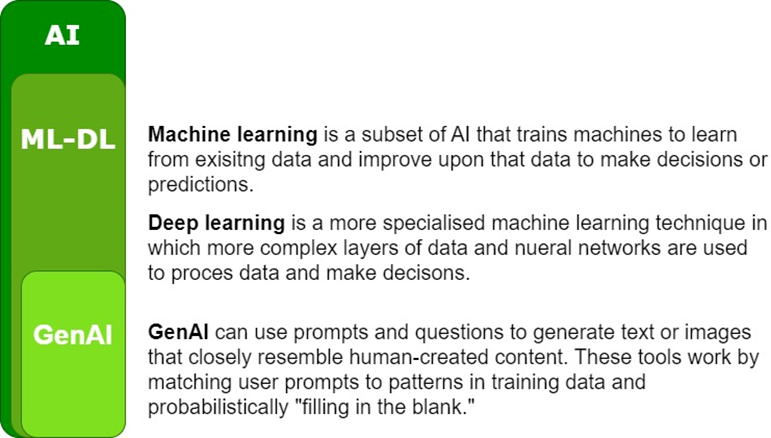 AI
ML-DL
Machine learning is a subset of AI that trains machines to learn
from exisitng data and improve upon that data to make decisions or
predictions.
Deep learning is a more specialised machine learning technique in
which more complex layers of data and nueral networks are used
to proces data and make decisons.
GenAI
GenAI can use prompts and questions to generate text or images
that closely resemble human-created content. These tools work by
matching user prompts to patterns in training data and
probabilistically "filling in the blank."